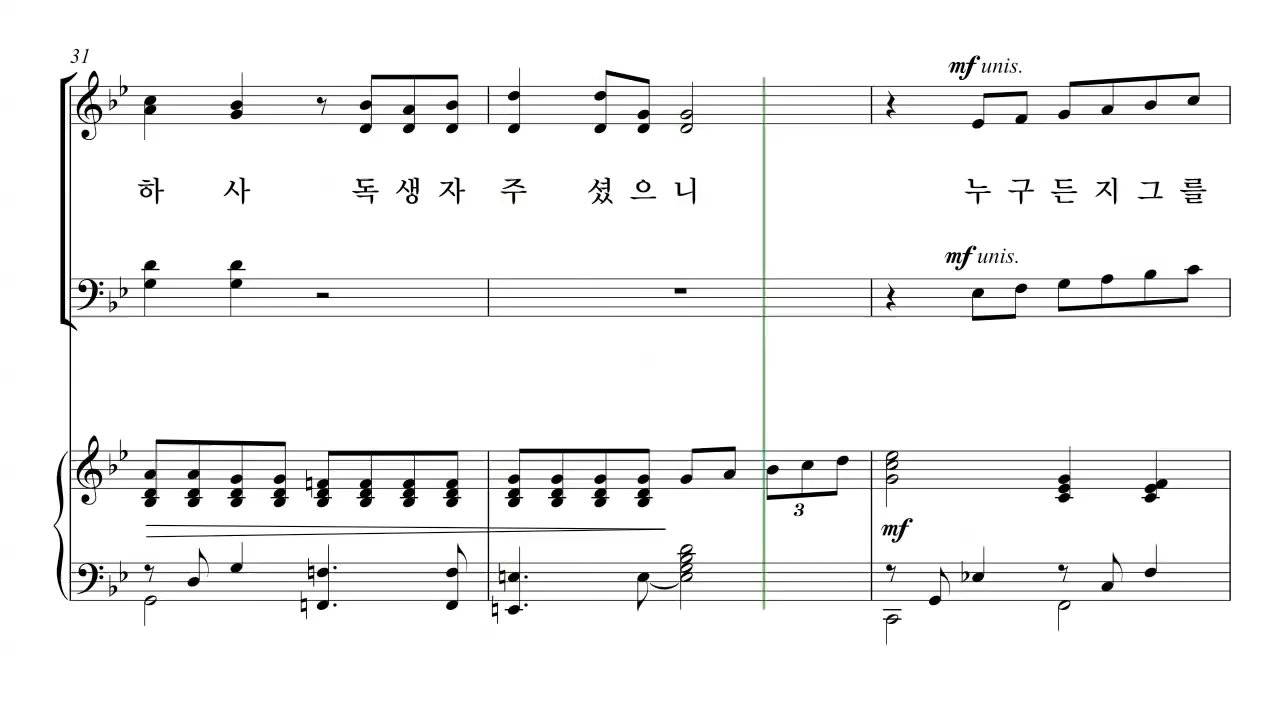 31
mf unis.
하 사 독 생 자 주 셨 으 니 누 구 든 지 그 를
mf unis.
3
mf